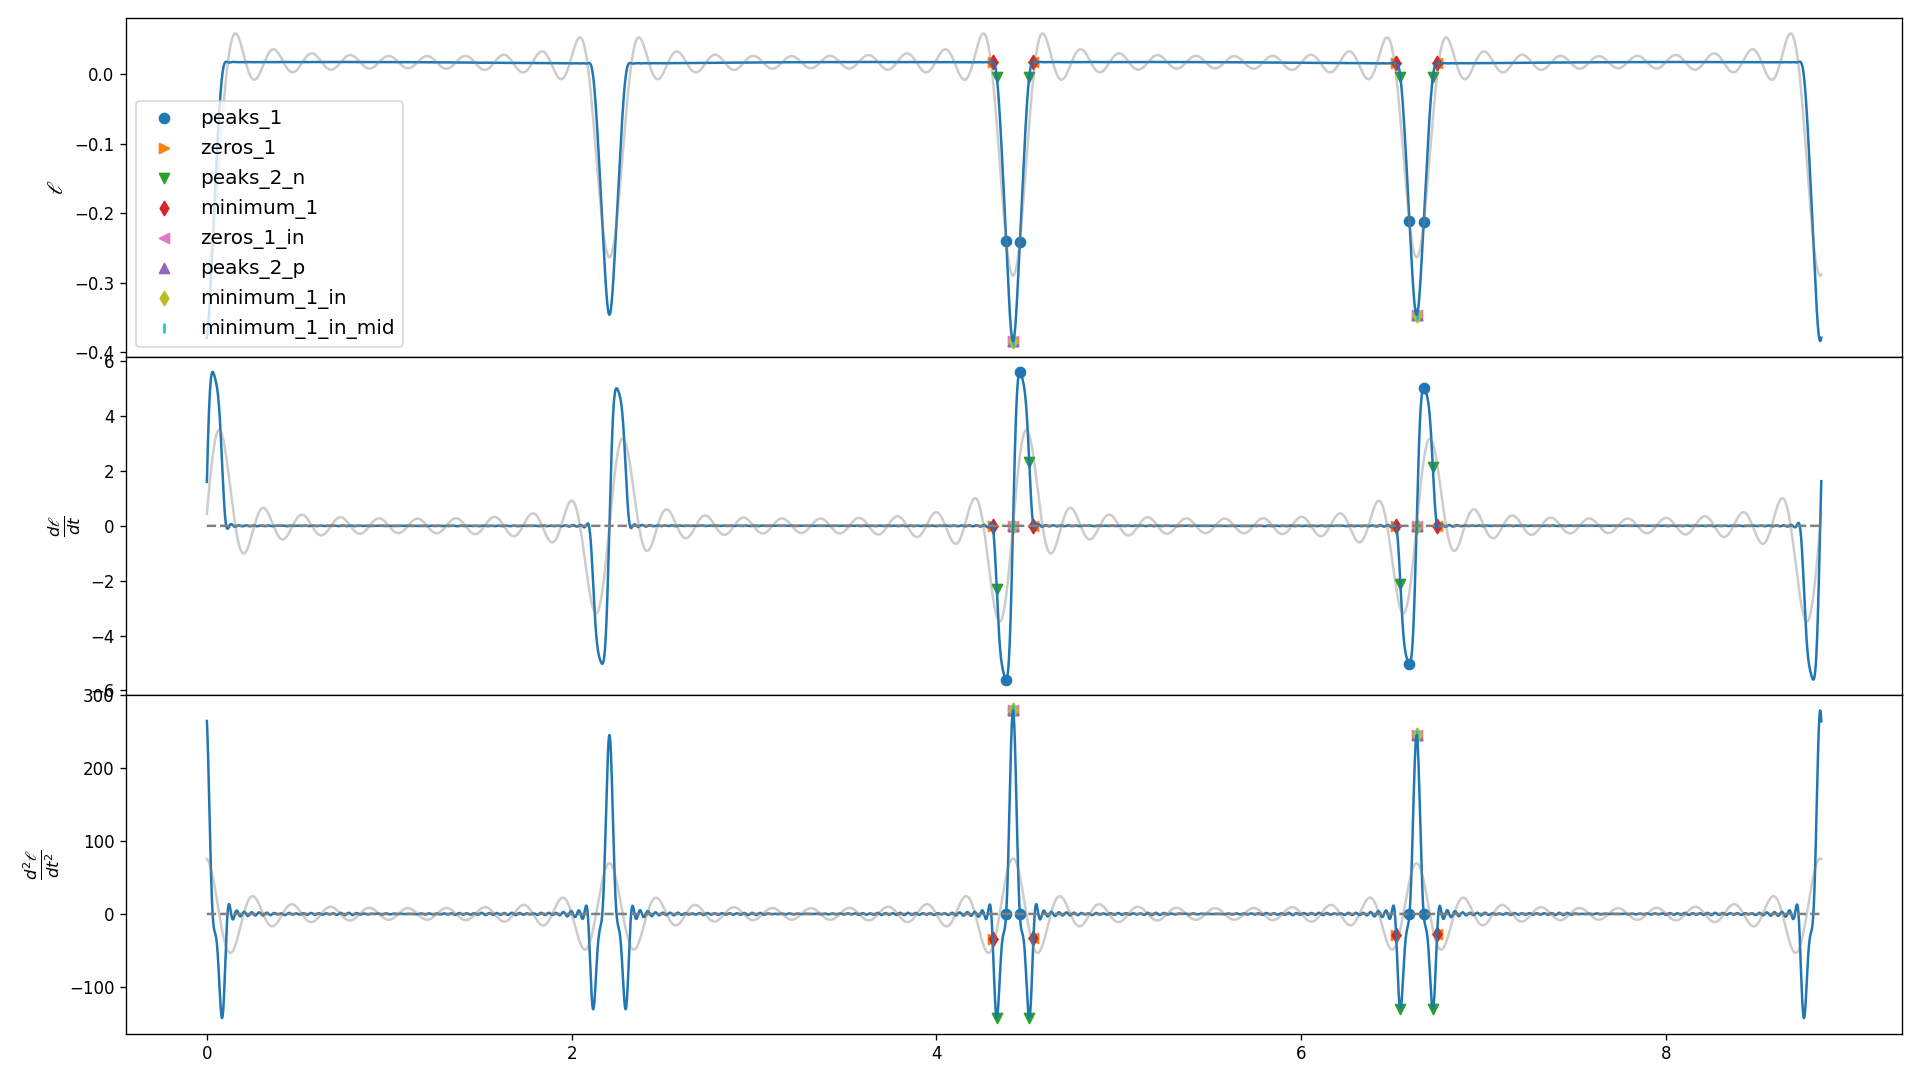 0.0
−0.1
−0.2
−0.3
−0.4
ℓ
peaks_1
zeros_1
peaks_2_n
minimum_1
zeros_1_in
peaks_2_p
minimum_1_in
minimum_1_in_mid
6
4
2
0
−2
−4
−6
dℓ
dt
300
200
100
0
−100
d²ℓ
dt²
0 2 4 6 8